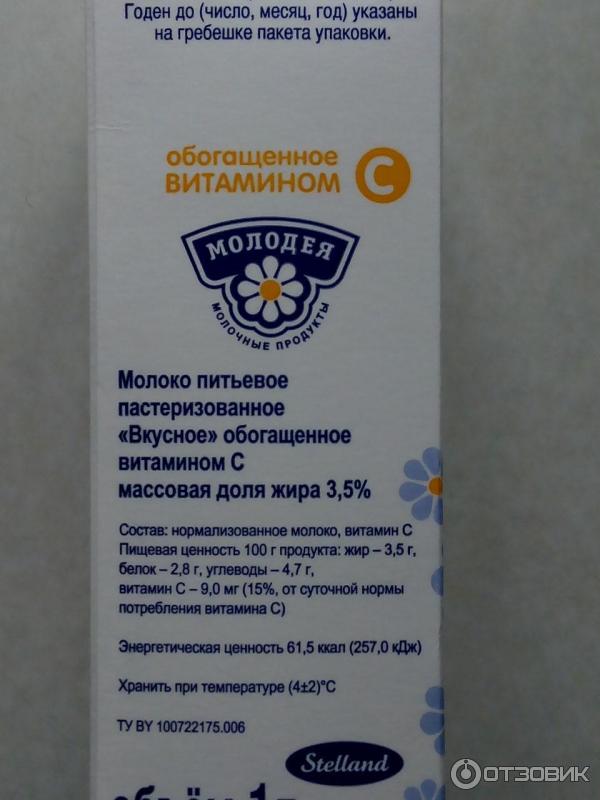 Годен до (число, месяц, год) указаны
на гребешке пакета упаковки.
обогащенное
ВИТАМИНОМ С
МОЛОДЕЯ
МОЛОЧНЫЕ ПРОДУКТЫ
Молоко питьевое
пастеризованное
«Вкусное» обогащенное
витамином С
массовая доля жира 3,5%
Состав: нормализованное молоко, витамин С
Пищевая ценность 100 г продукта: жир – 3,5 г,
белок – 2,8 г, углеводы – 4,7 г,
витамин С – 9,0 мг (15%, от суточной нормы
потребления витамина С)
Энергетическая ценность 61,5 ккал (257,0 кДж)
Хранить при температуре (4±2)°С
ТУ BY 100722175.006
Stelland
объём 1
ОТЗОВИК